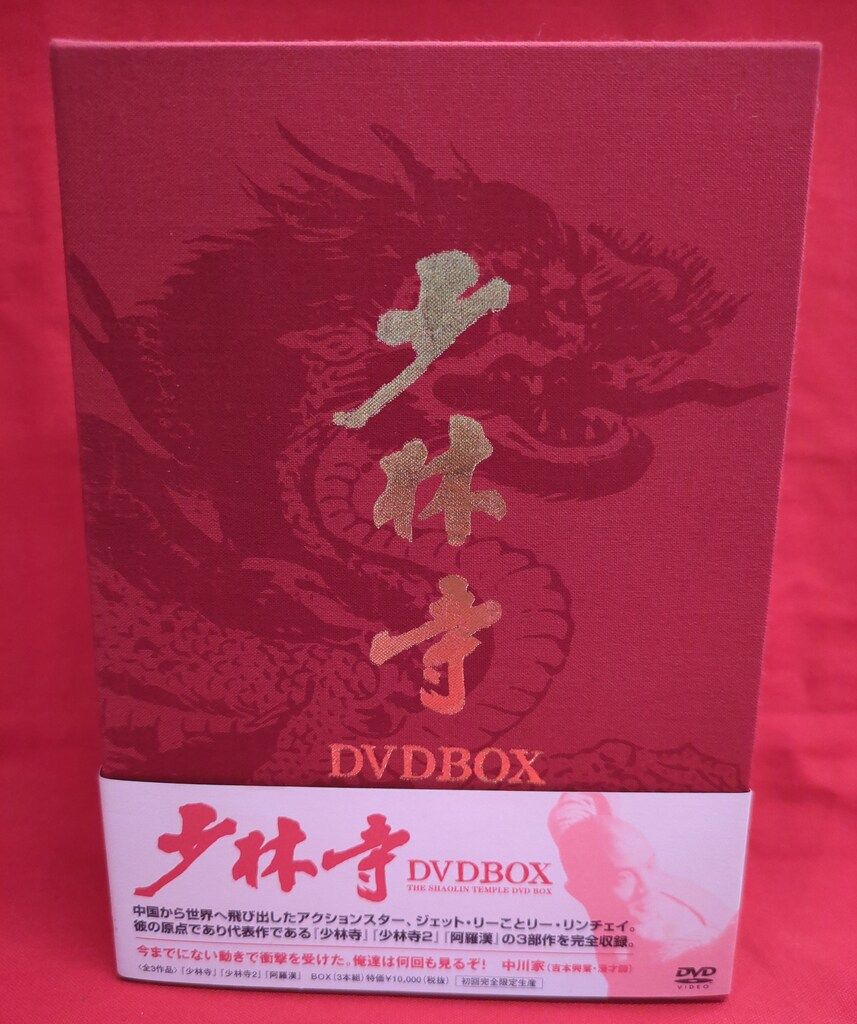 少林寺
DVDBOX
少林寺 DVDBOX
THE SHAOLIN TEMPLE DVD BOX
中国から世界へ飛び出したアクションスター、ジェット・リーことリー・リンチェイ。
彼の原点であり代表作である『少林寺』『少林寺2』『阿羅漢』の3部作を完全収録。
今までにない動きで衝撃を受けた。俺達は何回も見るぞ! 中川家(吉本興業・漫才師)
〈全3作品〉『少林寺』『少林寺2』『阿羅漢』 BOX(3本組)特価¥10,000(税抜) 初回完全限定生産
DVD
VIDEO